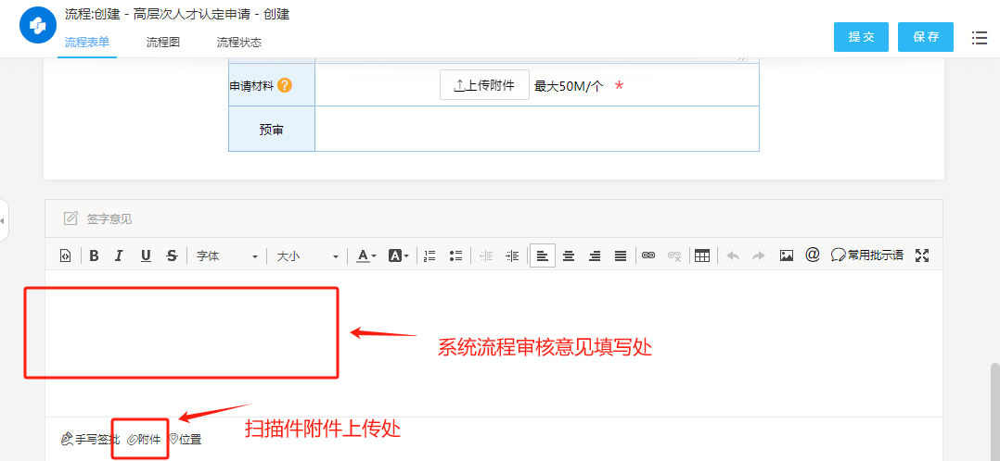 流程:创建 - 高层次人才认定申请 - 创建
流程表单 流程图 流程状态
提交 保存
申请材料 ? 上传附件 最大50M/个 *
预审
签字意见
B I U S 字体 大小 A A @ 常用批示语
系统流程审核意见填写处
扫描件附件上传处
手写签批 附件 位置